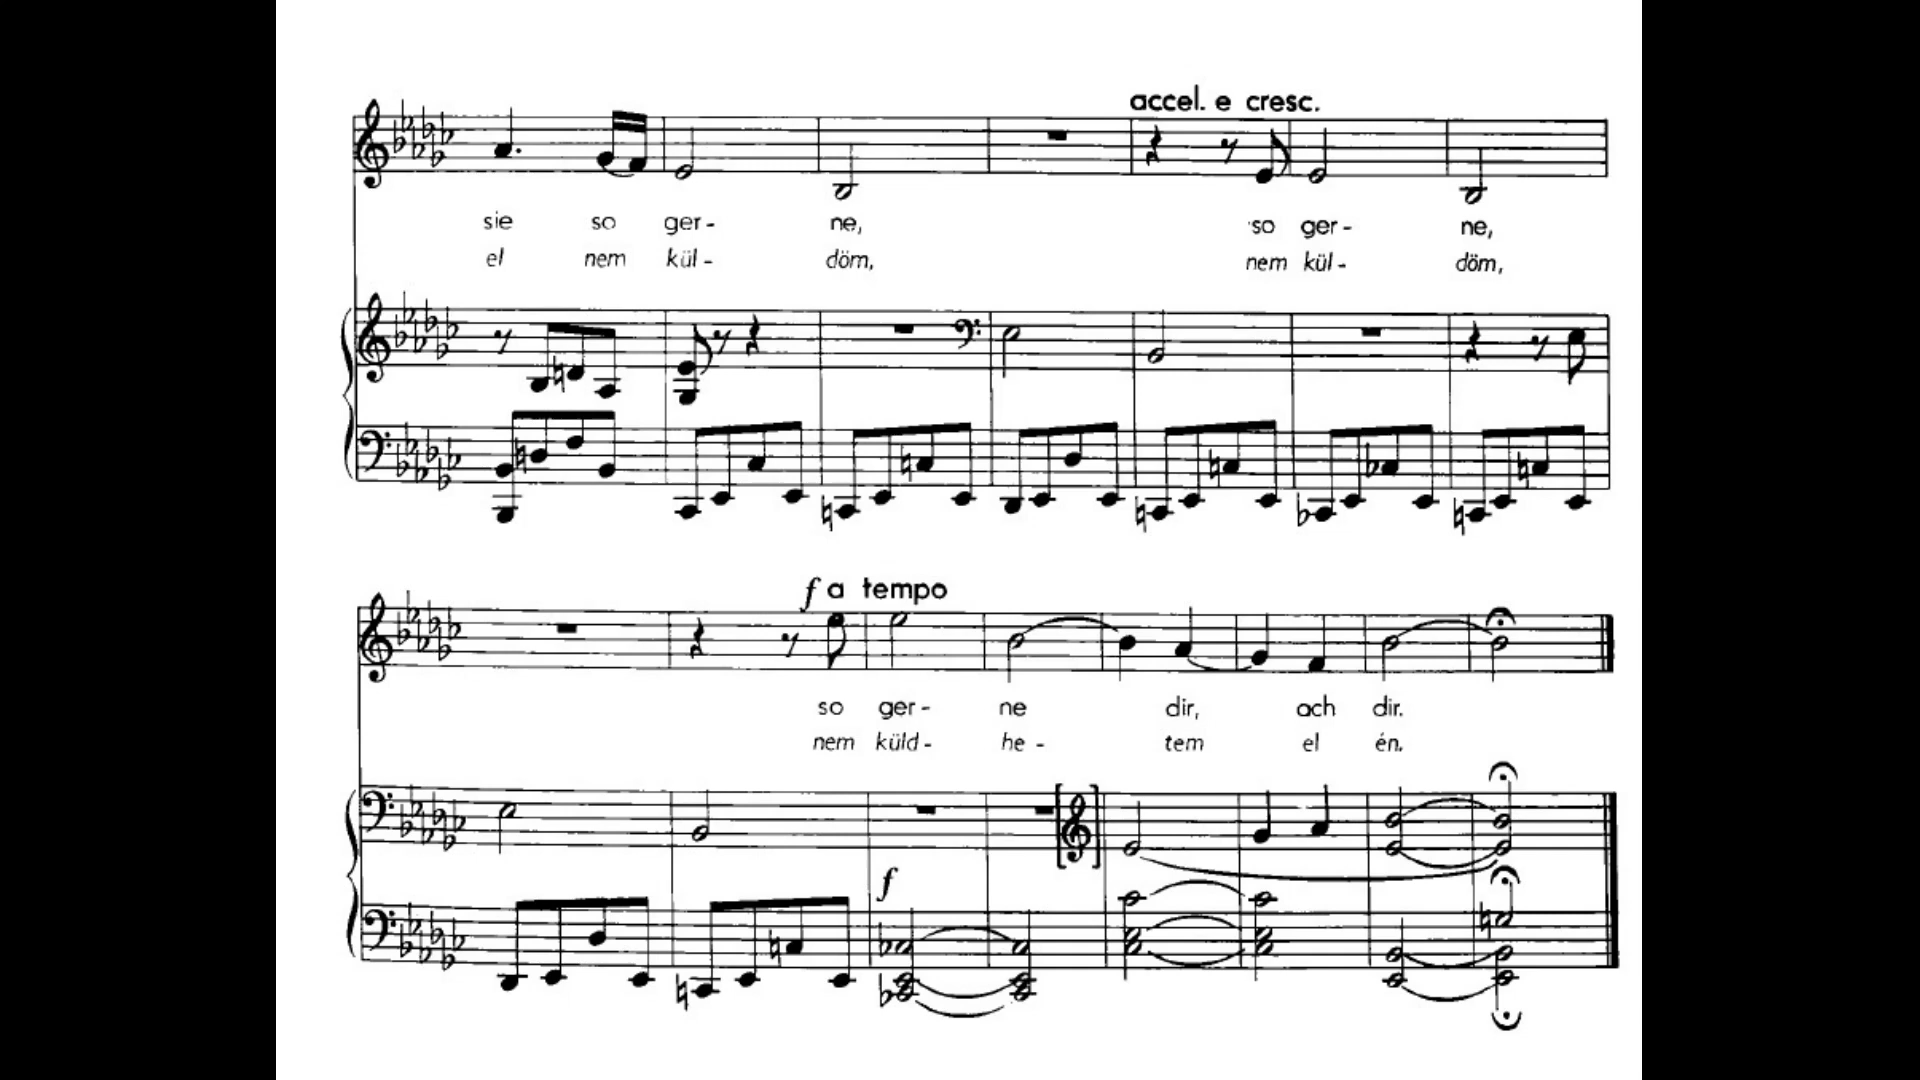 accel. e cresc.
sie so ger- ne, so ger- ne,
el nem kül- döm, nem kül- döm,
f a tempo
so ger- ne dir, ach dir.
nem küld- he- tem el én.
f